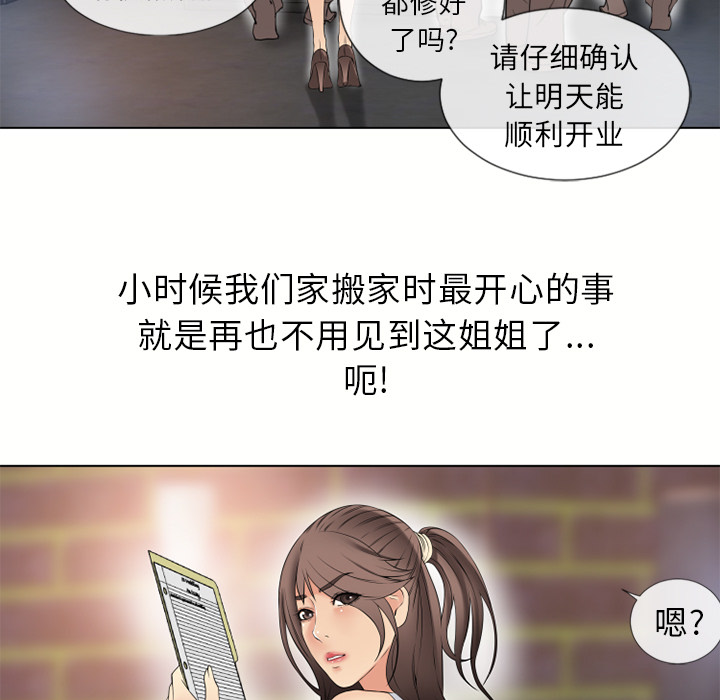 都修好
了吗?
请仔细确认
让明天能
顺利开业
小时候我们家搬家时最开心的事
就是再也不用见到这姐姐了...
呃!
嗯?